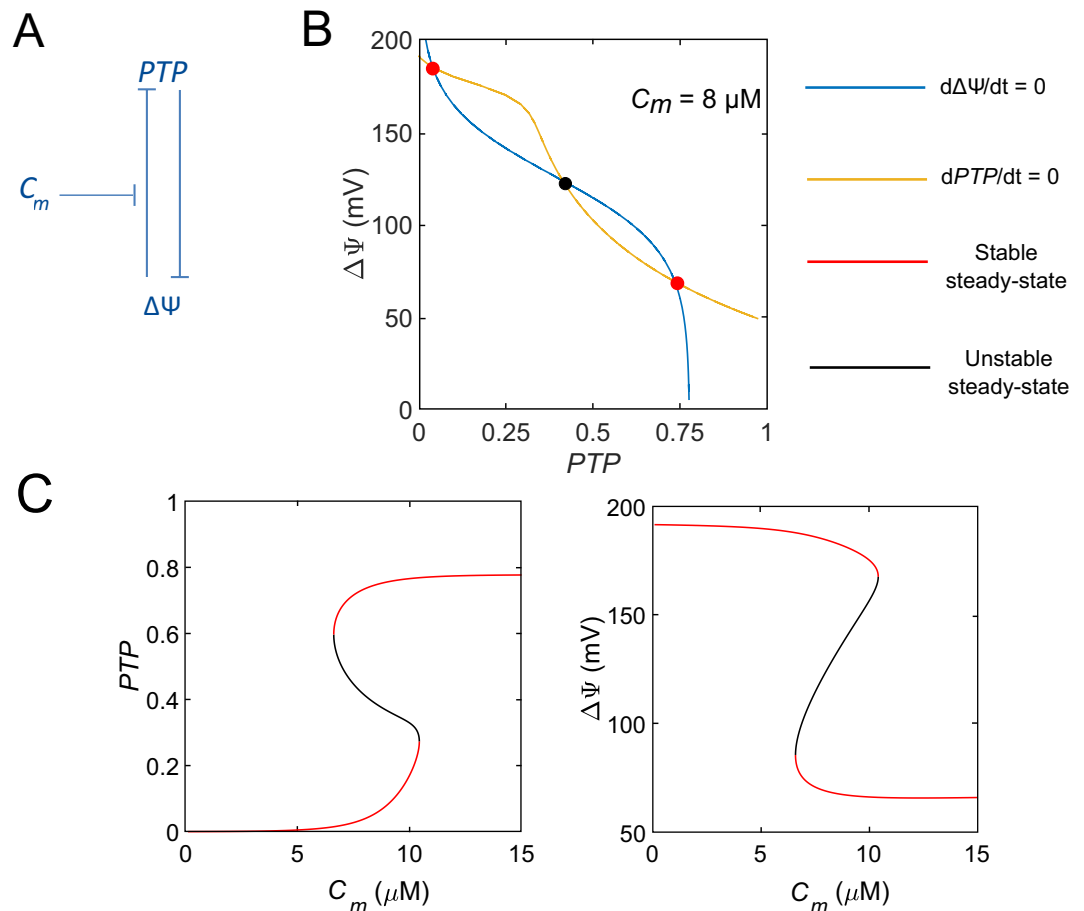 A
PTP
C_m
ΔΨ
B
200
150
100
50
0
ΔΨ (mV)
C_m = 8 μM
0 0.25 0.5 0.75 1
PTP
dΔΨ/dt = 0
dPTP/dt = 0
Stable
steady-state
Unstable
steady-state
C
1
0.8
0.6
0.4
0.2
0
PTP
0 5 10 15
C_m (μM)
200
150
100
50
ΔΨ (mV)
0 5 10 15
C_m (μM)